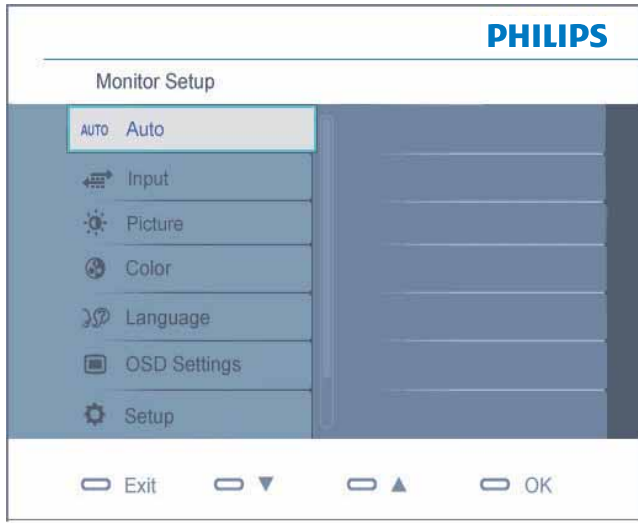 PHILIPS
Monitor Setup
AUTO Auto
Input
Picture
Color
Language
OSD Settings
Setup
Exit ▼ ▲ OK